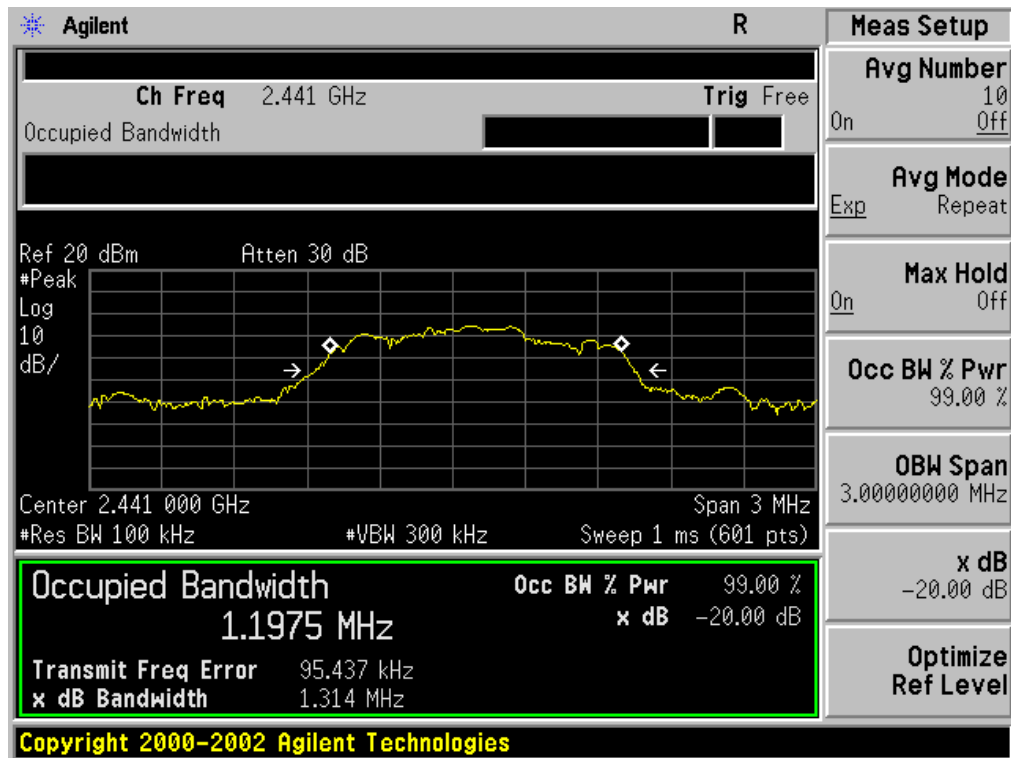 Agilent R Meas Setup
Ch Freq 2.441 GHz Trig Free
Occupied Bandwidth
Avg Number
10
On Off
Avg Mode
Exp Repeat
Max Hold
On Off
Occ BW % Pwr
99.00 %
OBW Span
3.00000000 MHz
x dB
-20.00 dB
Optimize
Ref Level
Ref 20 dBm Atten 30 dB
#Peak
Log
10
dB/
Center 2.441 000 GHz Span 3 MHz
#Res BW 100 kHz #VBW 300 kHz Sweep 1 ms (601 pts)
Occupied Bandwidth Occ BW % Pwr 99.00 %
1.1975 MHz x dB -20.00 dB
Transmit Freq Error 95.437 kHz
x dB Bandwidth 1.314 MHz
Copyright 2000-2002 Agilent Technologies